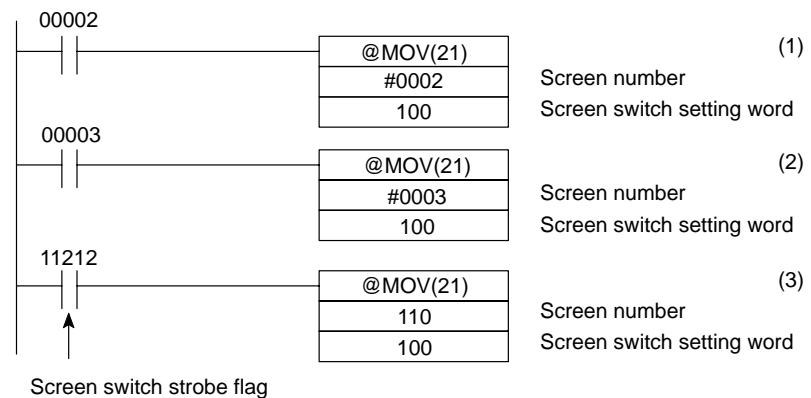 00002
@MOV(21) (1)
#0002 Screen number
100 Screen switch setting word
00003
@MOV(21) (2)
#0003 Screen number
100 Screen switch setting word
11212
@MOV(21) (3)
110 Screen number
100 Screen switch setting word
Screen switch strobe flag